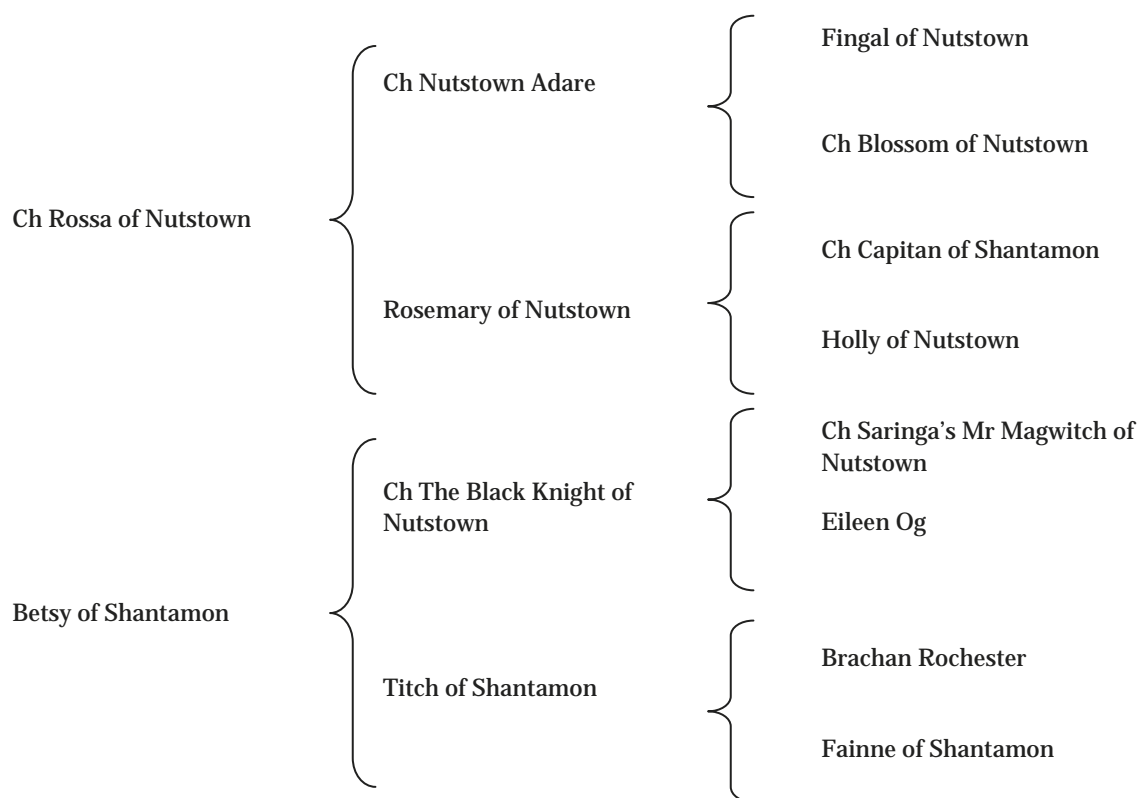 Fingal of Nutstown
Ch Nutstown Adare
Ch Blossom of Nutstown
Ch Rossa of Nutstown
Ch Capitan of Shantamon
Rosemary of Nutstown
Holly of Nutstown
Ch Saringa’s Mr Magwitch of
Nutstown
Ch The Black Knight of
Nutstown
Eileen Og
Betsy of Shantamon
Brachan Rochester
Titch of Shantamon
Fainne of Shantamon